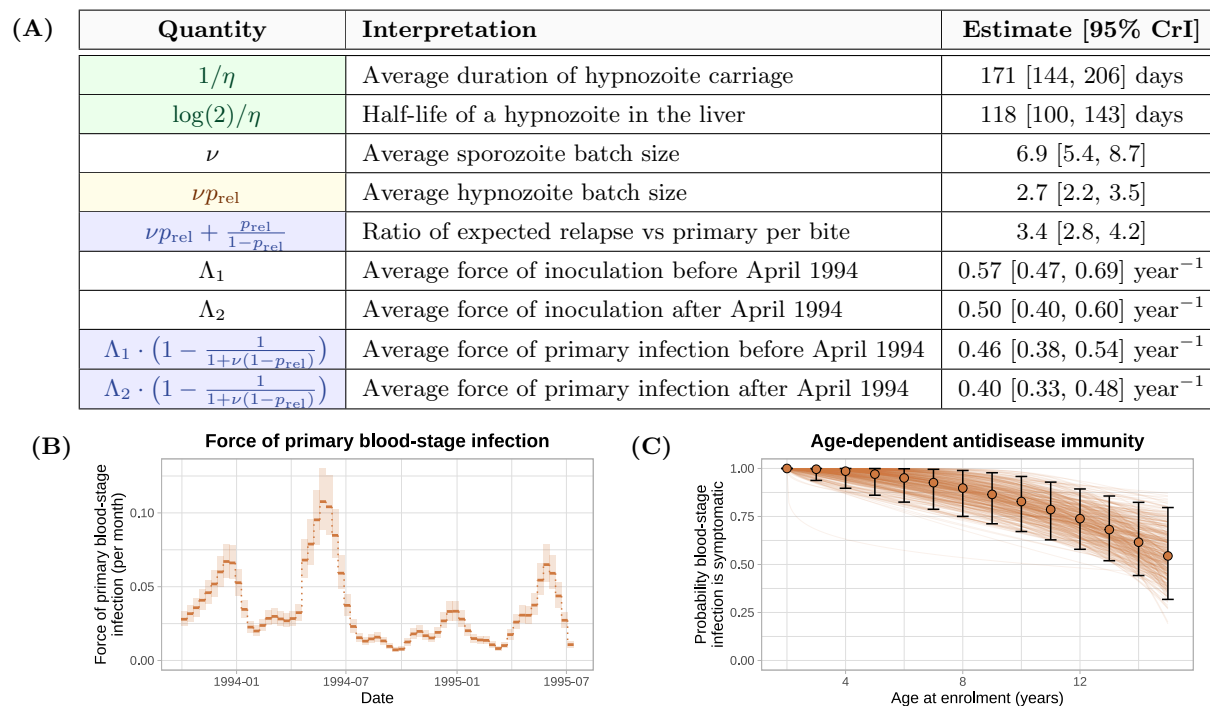 (A)
Quantity Interpretation Estimate [95% CrI]
1/η Average duration of hypnozoite carriage 171 [144, 206] days
log(2)/η Half-life of a hypnozoite in the liver 118 [100, 143] days
ν Average sporozoite batch size 6.9 [5.4, 8.7]
νp_rel Average hypnozoite batch size 2.7 [2.2, 3.5]
νp_rel + p_rel/(1−p_rel) Ratio of expected relapse vs primary per bite 3.4 [2.8, 4.2]
Λ₁ Average force of inoculation before April 1994 0.57 [0.47, 0.69] year⁻¹
Λ₂ Average force of inoculation after April 1994 0.50 [0.40, 0.60] year⁻¹
Λ₁ · (1 − 1/(1+ν(1−p_rel))) Average force of primary infection before April 1994 0.46 [0.38, 0.54] year⁻¹
Λ₂ · (1 − 1/(1+ν(1−p_rel))) Average force of primary infection after April 1994 0.40 [0.33, 0.48] year⁻¹
(B)
Force of primary blood-stage infection
Force of primary blood-stage
infection (per month)
0.10
0.05
0.00
1994-01 1994-07 1995-01 1995-07
Date
(C)
Age-dependent antidisease immunity
Probability blood-stage
infection is symptomatic
1.00
0.75
0.50
0.25
0.00
4 8 12
Age at enrolment (years)